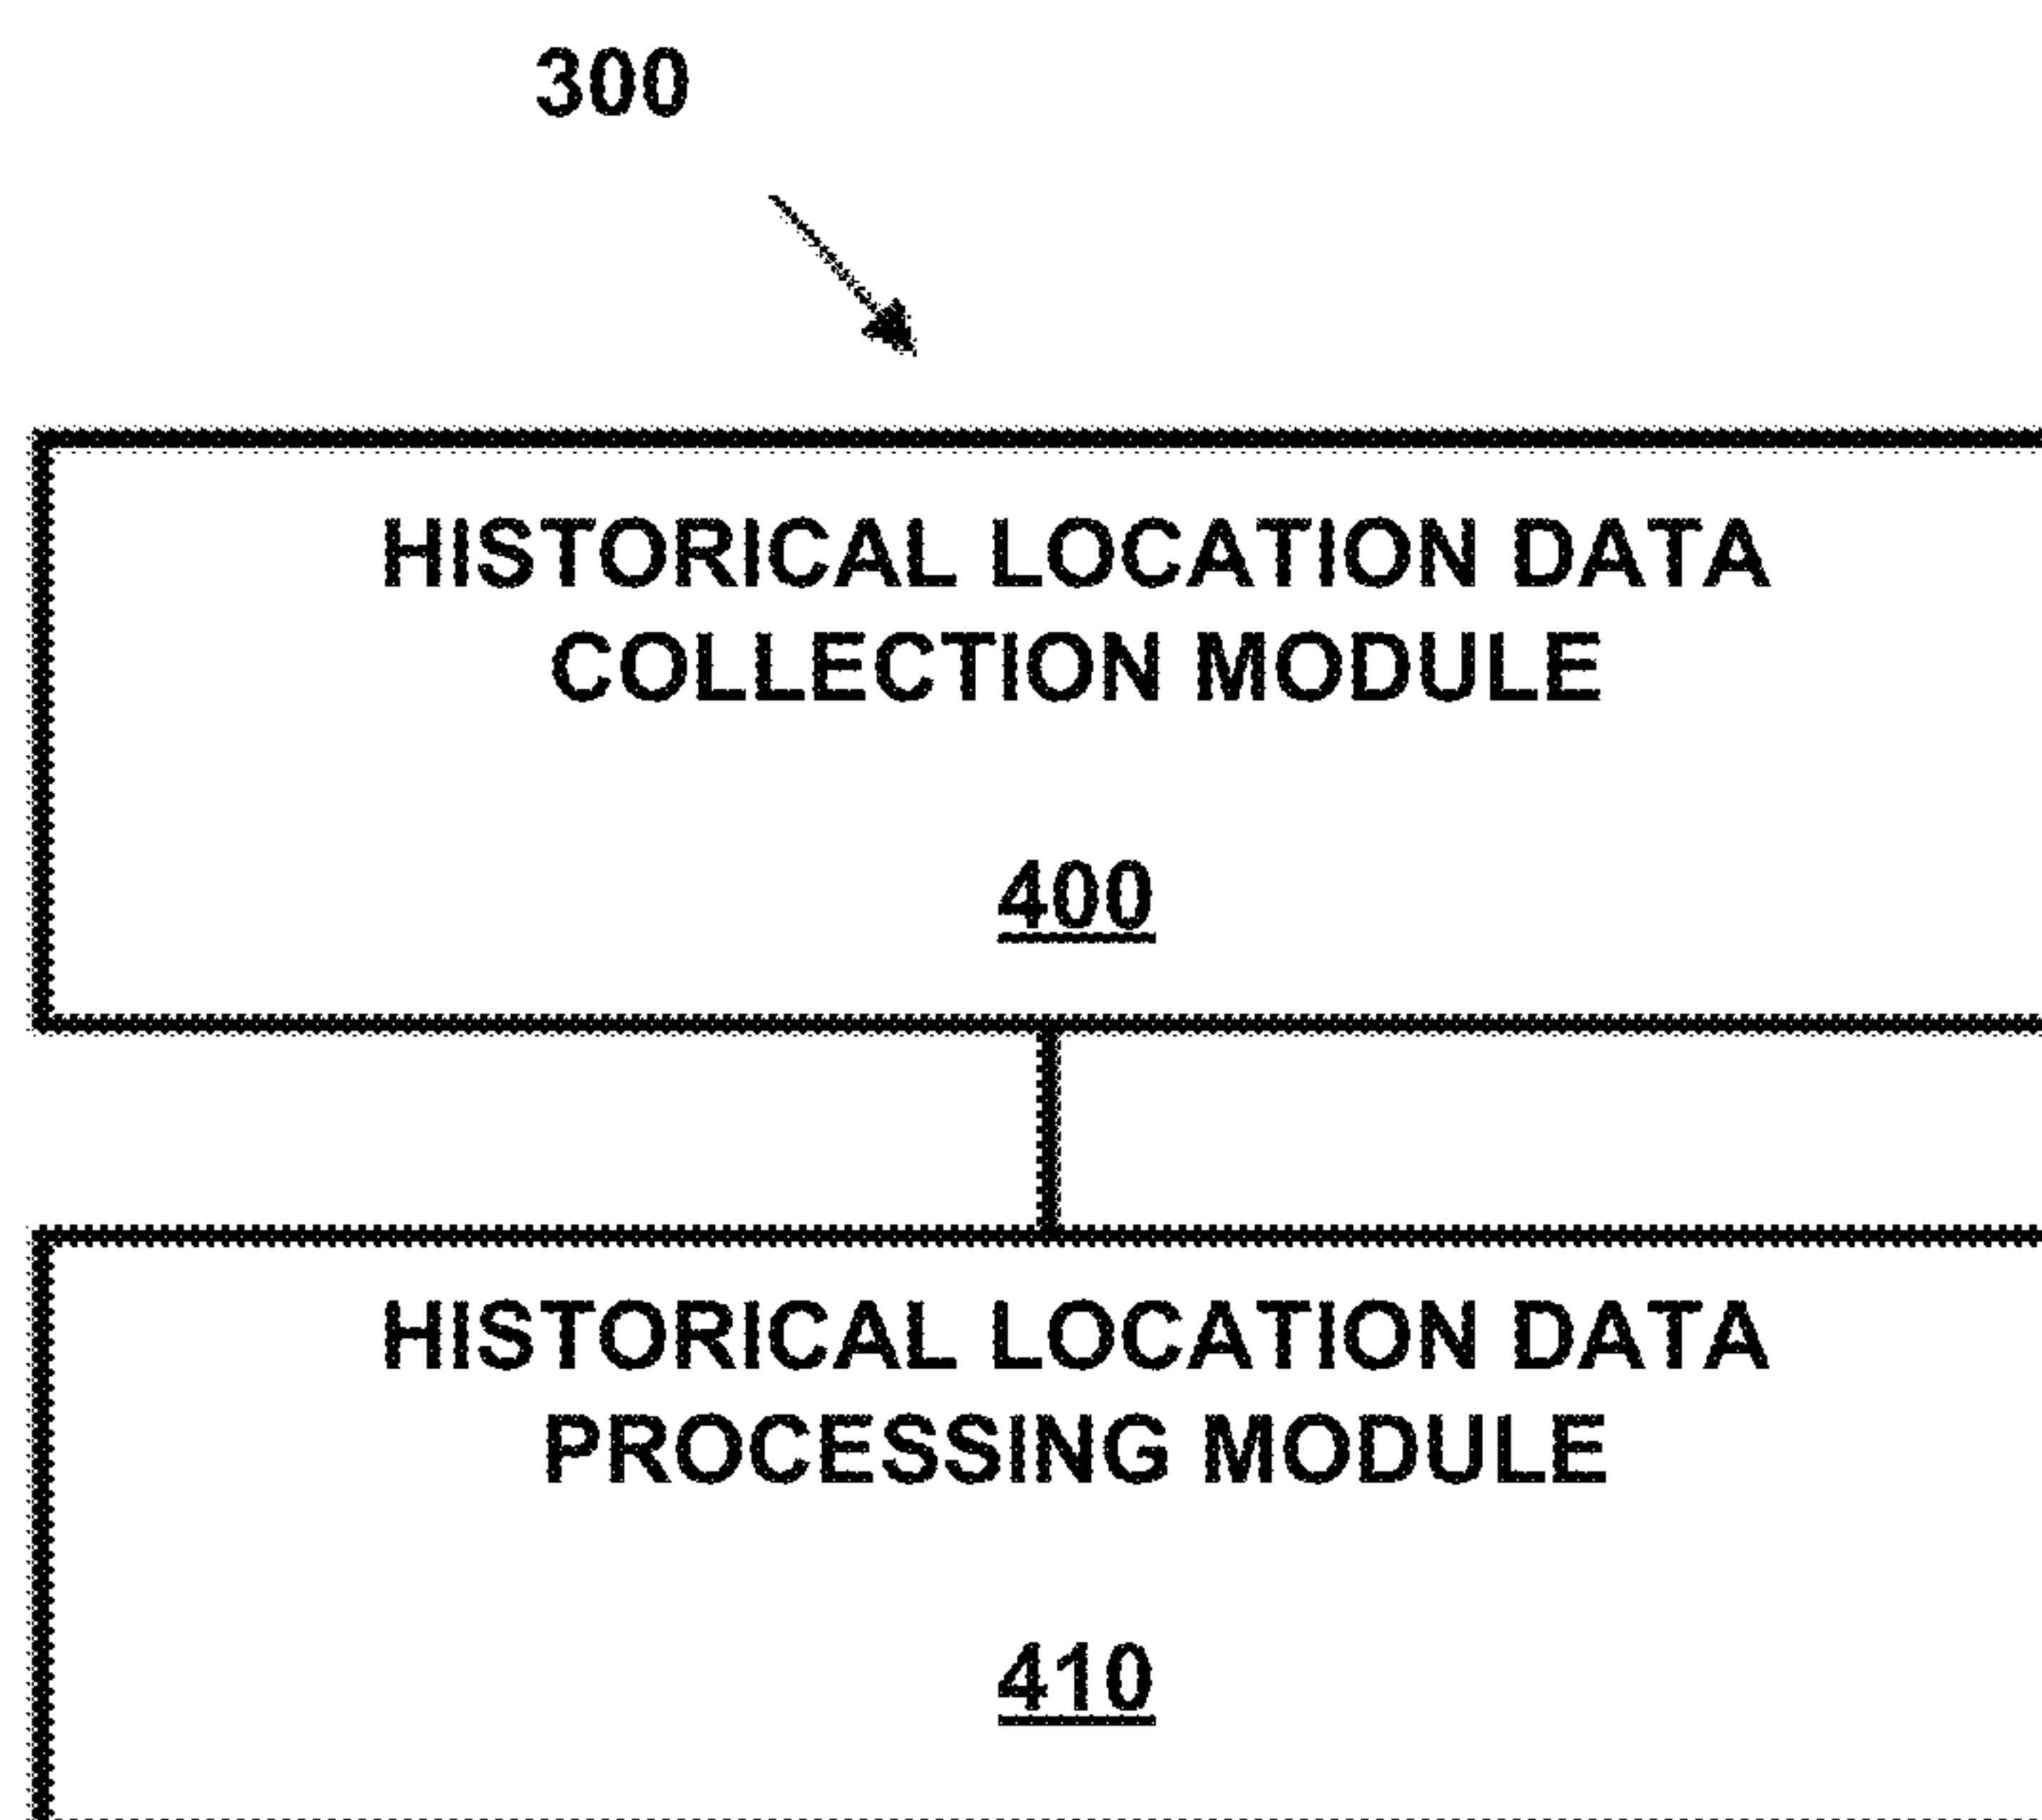 300
HISTORICAL LOCATION DATA
COLLECTION MODULE
400
HISTORICAL LOCATION DATA
PROCESSING MODULE
410